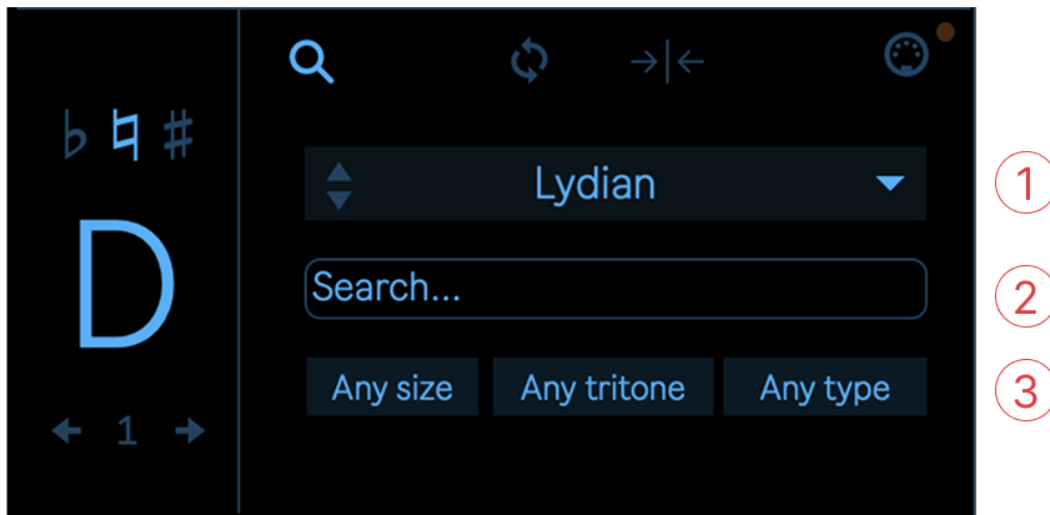 ♭ ♮ ♯
D
← 1 →
Lydian
Search...
Any size Any tritone Any type
1
2
3